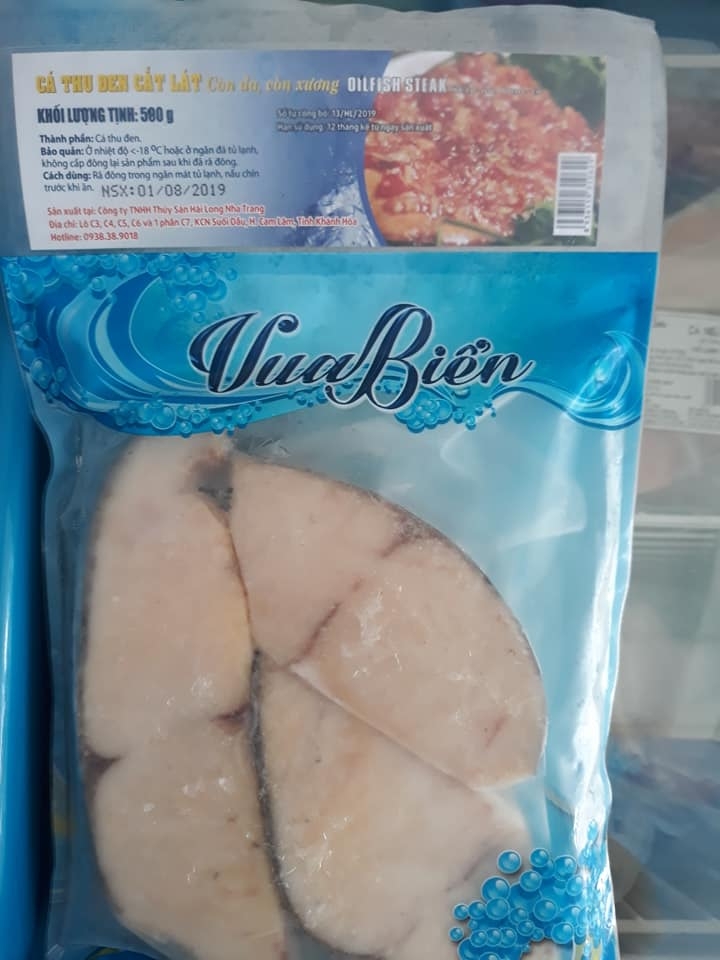 CÁ THU ĐEN CẮT LÁT Còn da, còn xương OILFISH STEAK
KHỐI LƯỢNG TỊNH: 500 g
Số tự công bố: 13/HL/2019
Hạn sử dụng: 12 tháng kể từ ngày sản xuất
Thành phần: Cá thu đen.
Bảo quản: Ở nhiệt độ <-18 °C hoặc ở ngăn đá tủ lạnh,
không cấp đông lại sản phẩm sau khi đã rã đông.
Cách dùng: Rã đông trong ngăn mát tủ lạnh, nấu chín
trước khi ăn. NSX:01/08/2019
Sản xuất tại: Công ty TNHH Thủy Sản Hải Long Nha Trang
Địa chỉ: Lô C3, C4, C5, C6 và 1 phần C7, KCN Suối Dầu, H. Cam Lâm, Tỉnh Khánh Hòa
Hotline: 0938.38.9018
Vua Biển